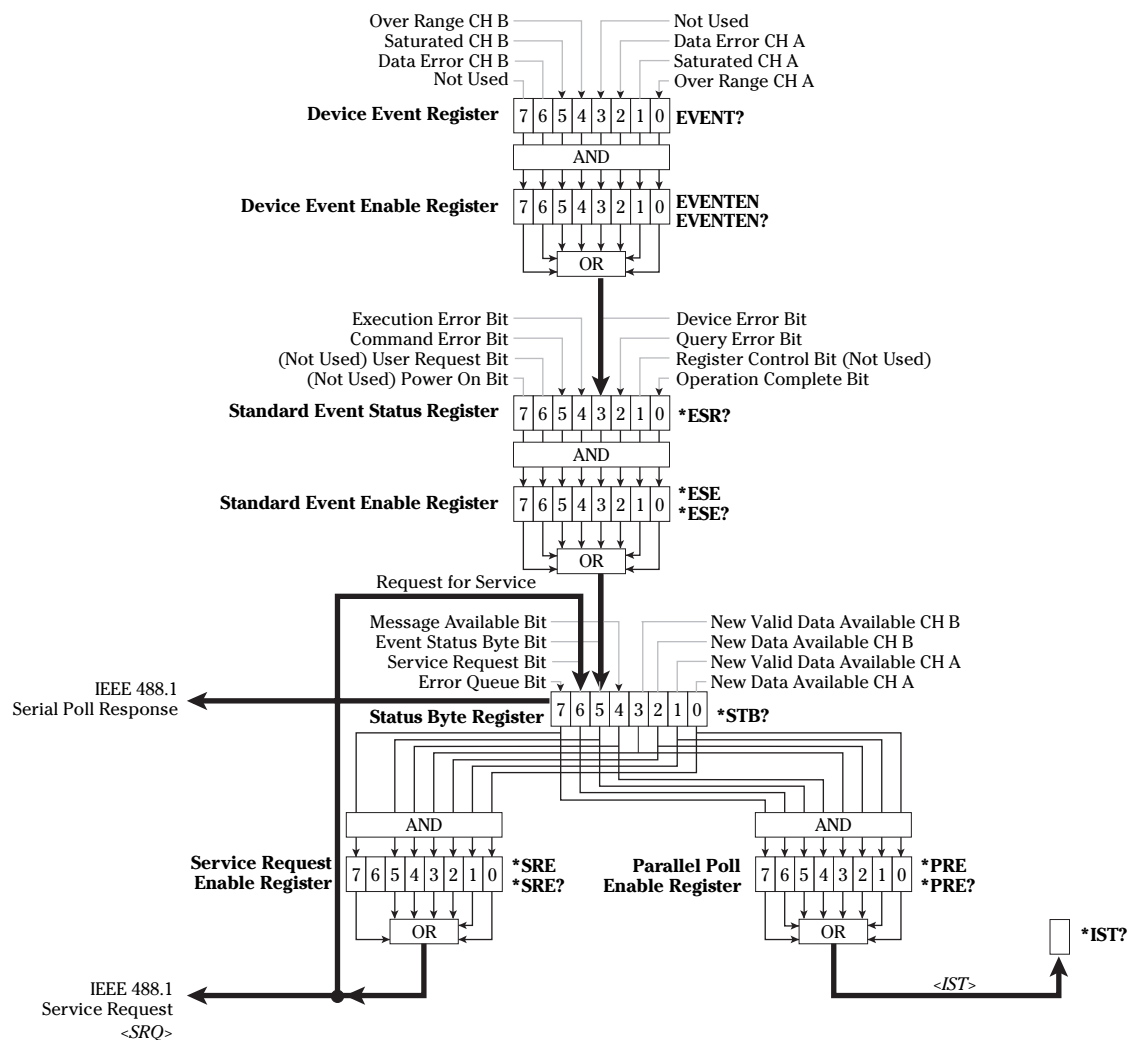 Over Range CH B
Not Used
Saturated CH B
Data Error CH A
Data Error CH B
Saturated CH A
Not Used
Over Range CH A
Device Event Register
7 6 5 4 3 2 1 0
EVENT?
AND
Device Event Enable Register
7 6 5 4 3 2 1 0
EVENTEN
EVENTEN?
OR
Execution Error Bit
Device Error Bit
Command Error Bit
Query Error Bit
(Not Used) User Request Bit
Register Control Bit (Not Used)
(Not Used) Power On Bit
Operation Complete Bit
Standard Event Status Register
7 6 5 4 3 2 1 0
*ESR?
AND
Standard Event Enable Register
7 6 5 4 3 2 1 0
*ESE
*ESE?
OR
Request for Service
Message Available Bit
New Valid Data Available CH B
Event Status Byte Bit
New Data Available CH B
Service Request Bit
New Valid Data Available CH A
Error Queue Bit
New Data Available CH A
IEEE 488.1
Serial Poll Response
Status Byte Register
7 6 5 4 3 2 1 0
*STB?
AND
AND
Service Request
Enable Register
7 6 5 4 3 2 1 0
*SRE
*SRE?
Parallel Poll
Enable Register
7 6 5 4 3 2 1 0
*PRE
*PRE?
OR
OR
*IST?
IEEE 488.1
Service Request
<SRQ>
<IST>